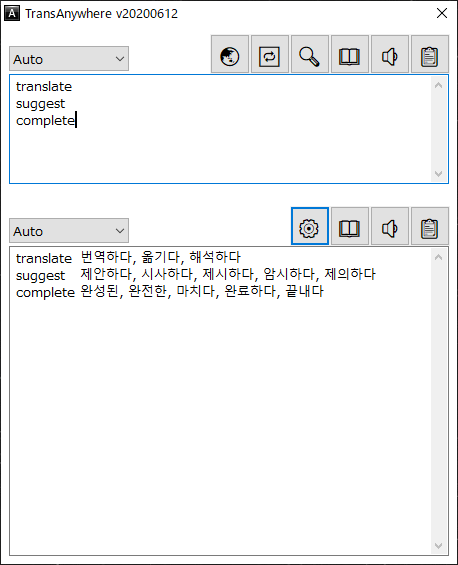 TransAnywhere v20200612
Auto
translate
suggest
complete
Auto
translate 번역하다, 옮기다, 해석하다
suggest 제안하다, 시사하다, 제시하다, 암시하다, 제의하다
complete 완성된, 완전한, 마치다, 완료하다, 끝내다